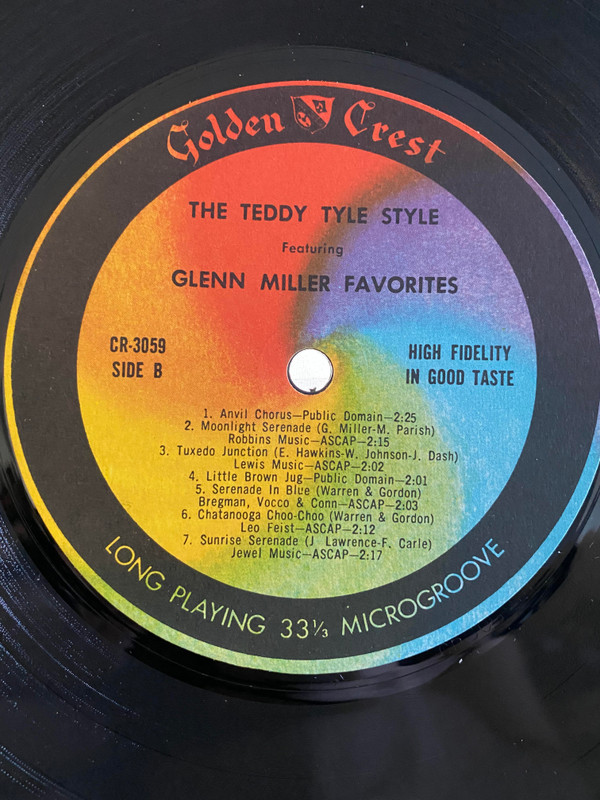 Golden Crest
THE TEDDY TYLE STYLE
Featuring
GLENN MILLER FAVORITES
CR-3059
SIDE B
HIGH FIDELITY
IN GOOD TASTE
1. Anvil Chorus—Public Domain—2:25
2. Moonlight Serenade (G. Miller-M. Parish)
Robbins Music—ASCAP—2:15
3. Tuxedo Junction (E. Hawkins-W. Johnson-J. Dash)
Lewis Music—ASCAP—2:02
4. Little Brown Jug—Public Domain—2:01
5. Serenade In Blue (Warren & Gordon)
Bregman, Vocco & Conn—ASCAP—2:03
6. Chatanooga Choo-Choo (Warren & Gordon)
Leo Feist—ASCAP—2:12
7. Sunrise Serenade (J Lawrence-F. Carle)
Jewel Music—ASCAP—2:17
LONG PLAYING 33⅓ MICROGROOVE